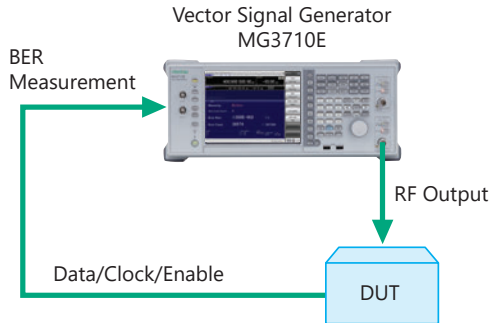 Vector Signal Generator
MG3710E
BER
Measurement
RF Output
Data/Clock/Enable
DUT